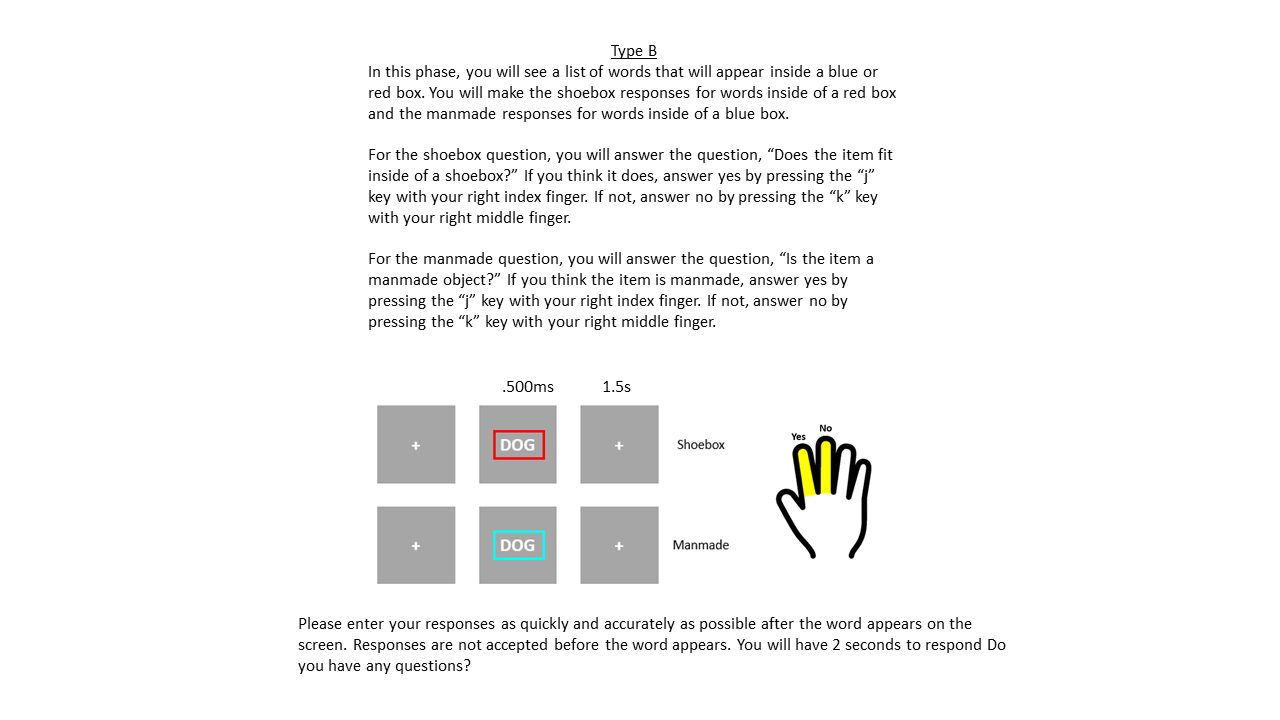 Type B
In this phase, you will see a list of words that will appear inside a blue or
red box. You will make the shoebox responses for words inside of a red box
and the manmade responses for words inside of a blue box.
For the shoebox question, you will answer the question, “Does the item fit
inside of a shoebox?” If you think it does, answer yes by pressing the “j”
key with your right index finger. If not, answer no by pressing the “k” key
with your right middle finger.
For the manmade question, you will answer the question, “Is the item a
manmade object?” If you think the item is manmade, answer yes by
pressing the “j” key with your right index finger. If not, answer no by
pressing the “k” key with your right middle finger.
.500ms 1.5s
+ DOG + Shoebox
Yes No
+ DOG + Manmade
Please enter your responses as quickly and accurately as possible after the word appears on the
screen. Responses are not accepted before the word appears. You will have 2 seconds to respond Do
you have any questions?